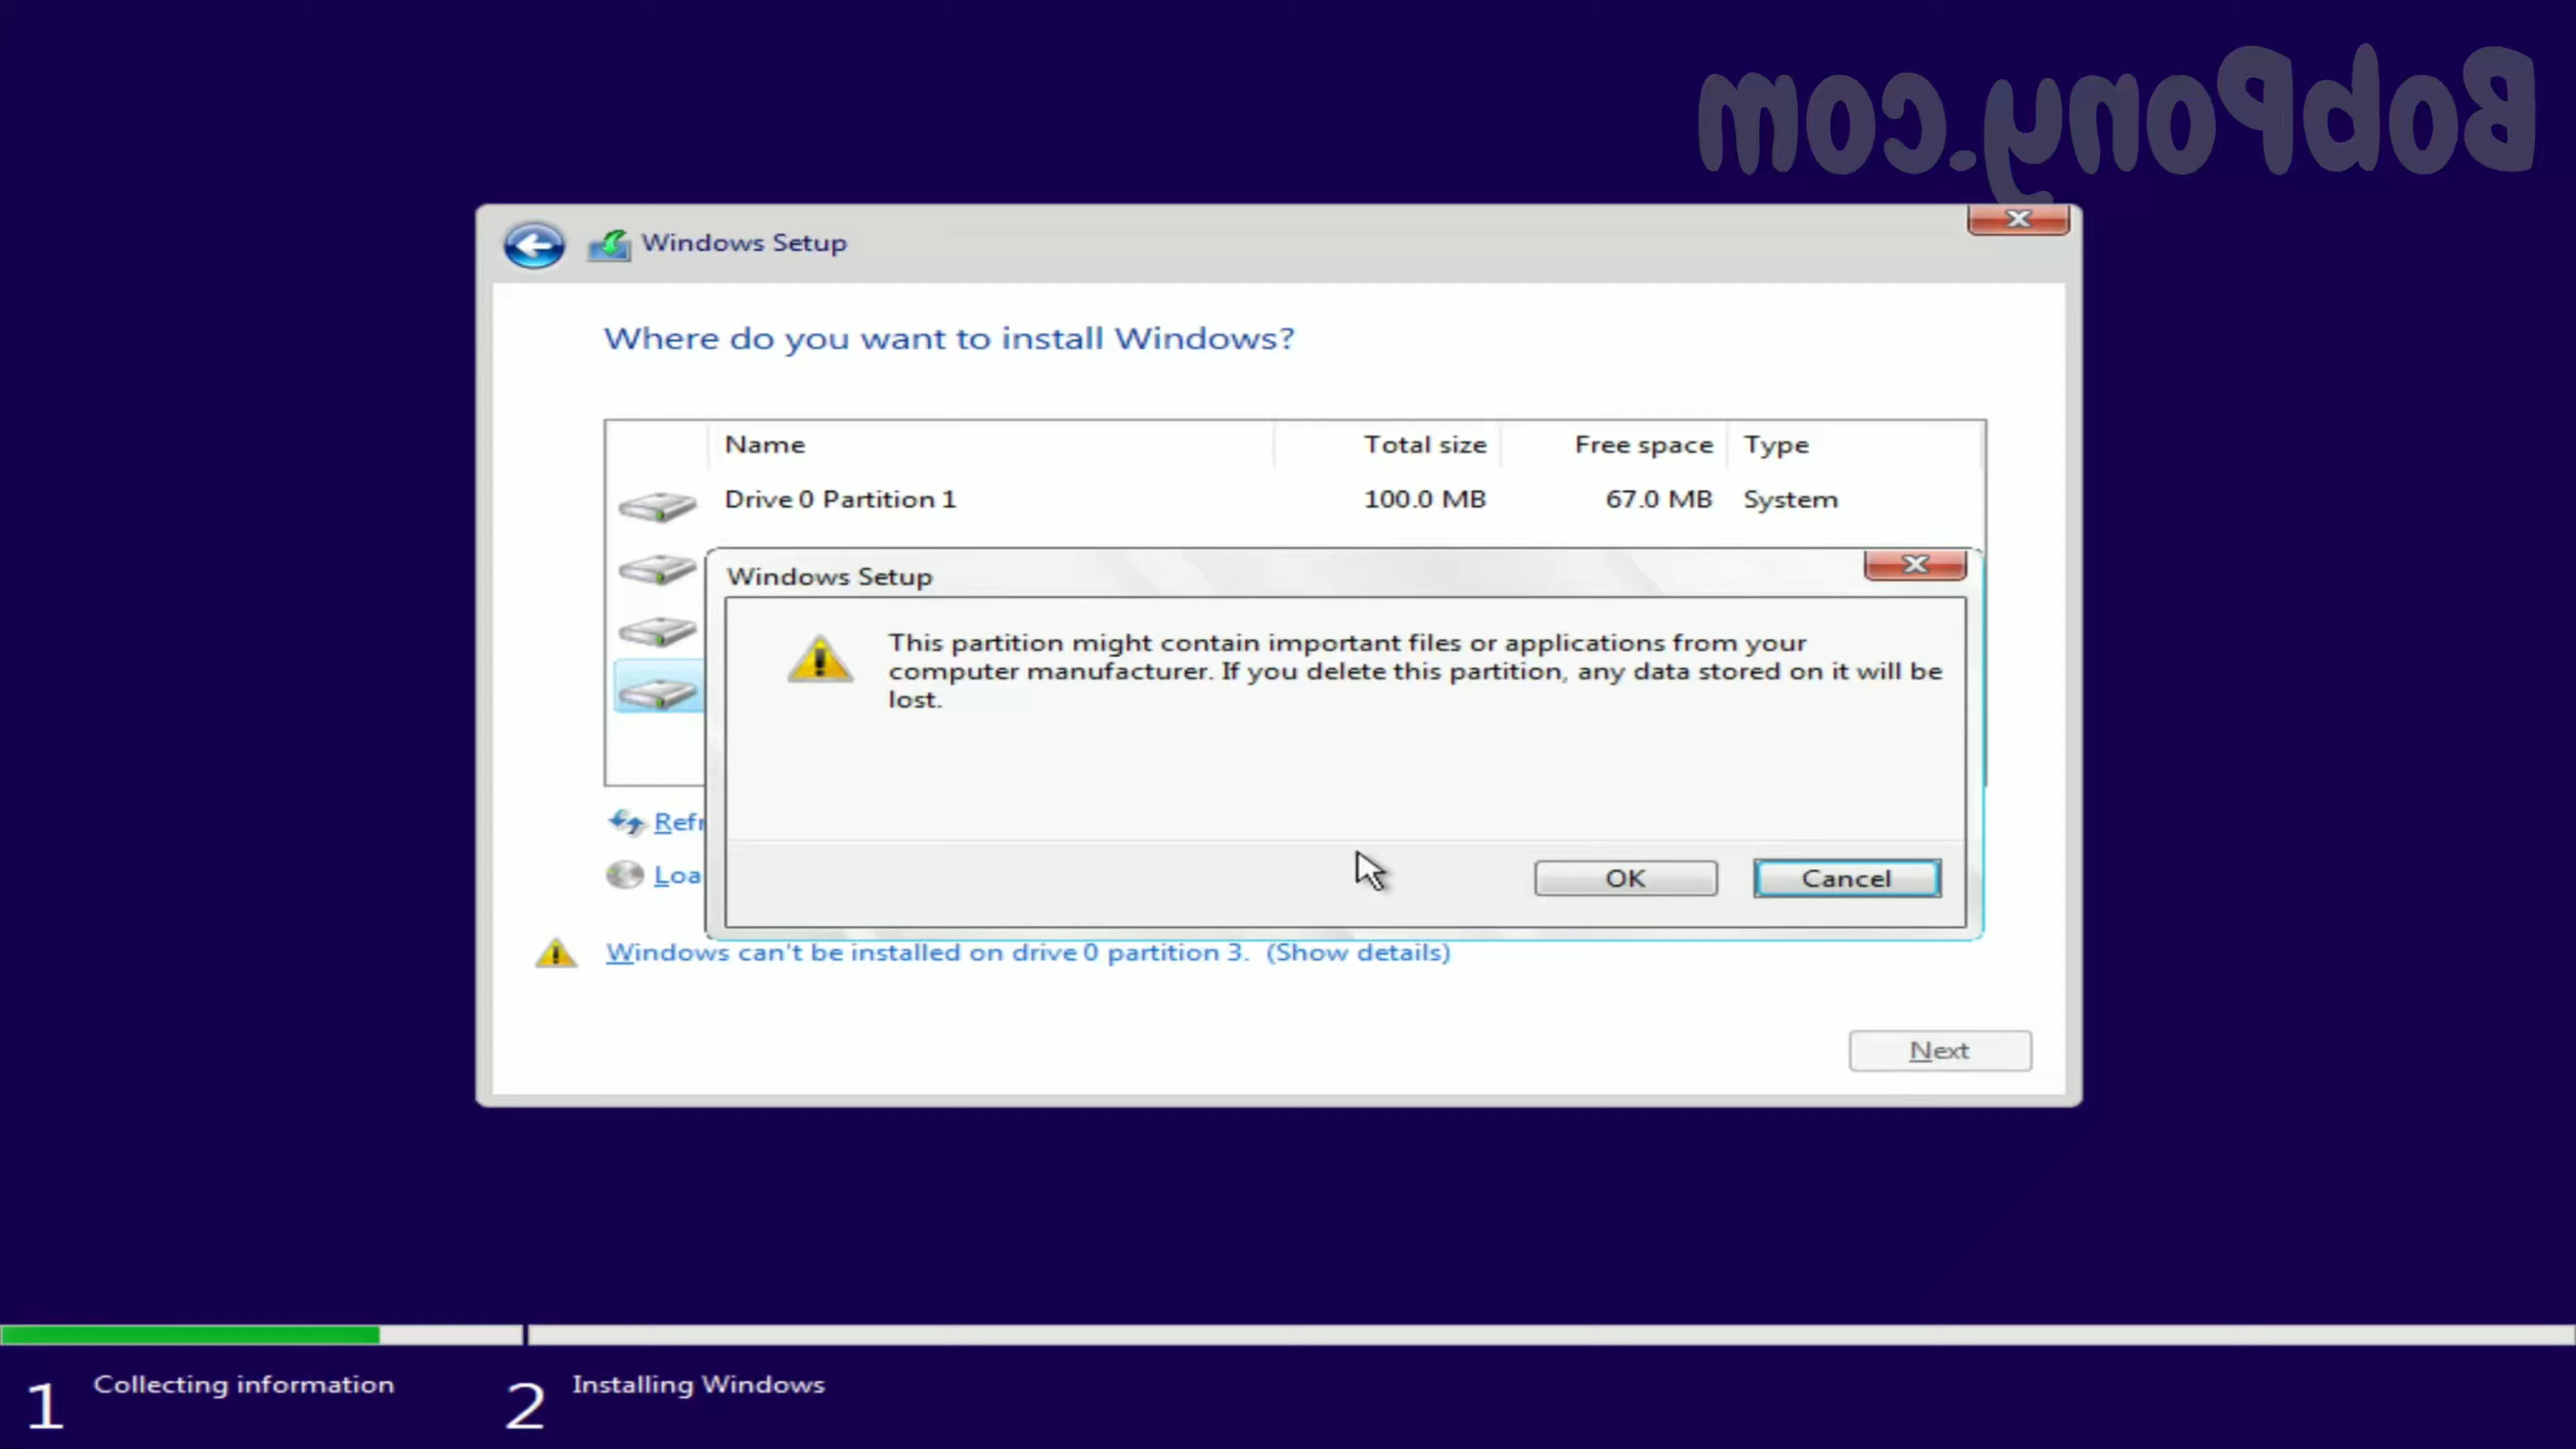 BobPony.com
Windows Setup
Where do you want to install Windows?
Name Total size Free space Type
Drive 0 Partition 1 100.0 MB 67.0 MB System
Windows Setup
This partition might contain important files or applications from your
computer manufacturer. If you delete this partition, any data stored on it will be
lost.
Refr
Loa
OK Cancel
Windows can't be installed on drive 0 partition 3. (Show details)
Next
1 Collecting information 2 Installing Windows